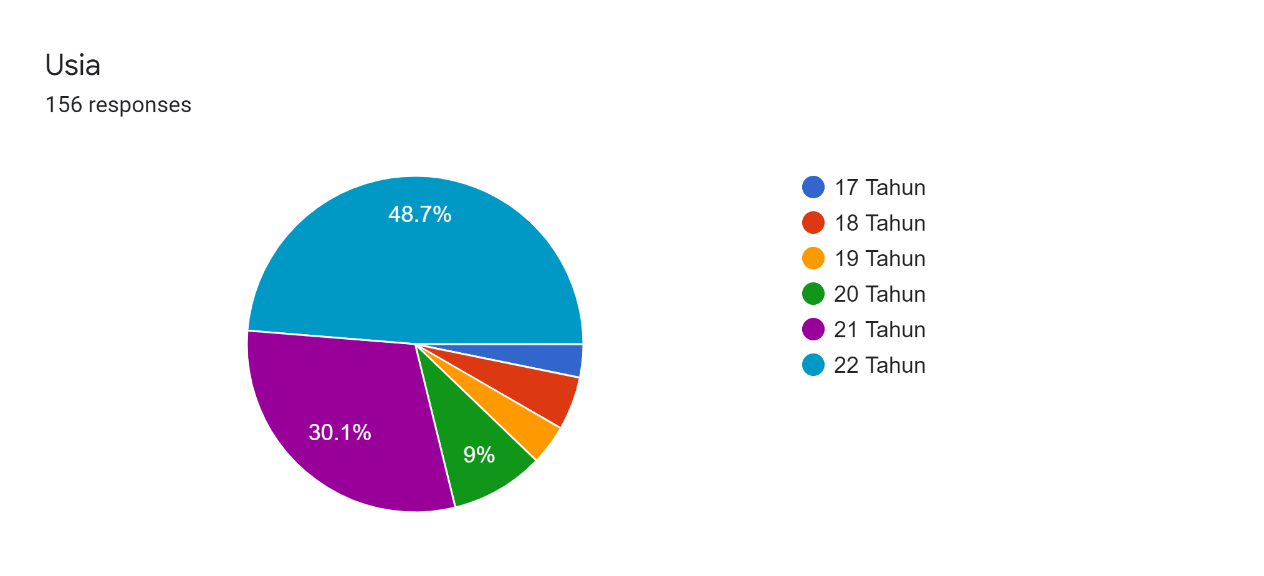 Usia
156 responses
48.7%
30.1%
9%
17 Tahun
18 Tahun
19 Tahun
20 Tahun
21 Tahun
22 Tahun